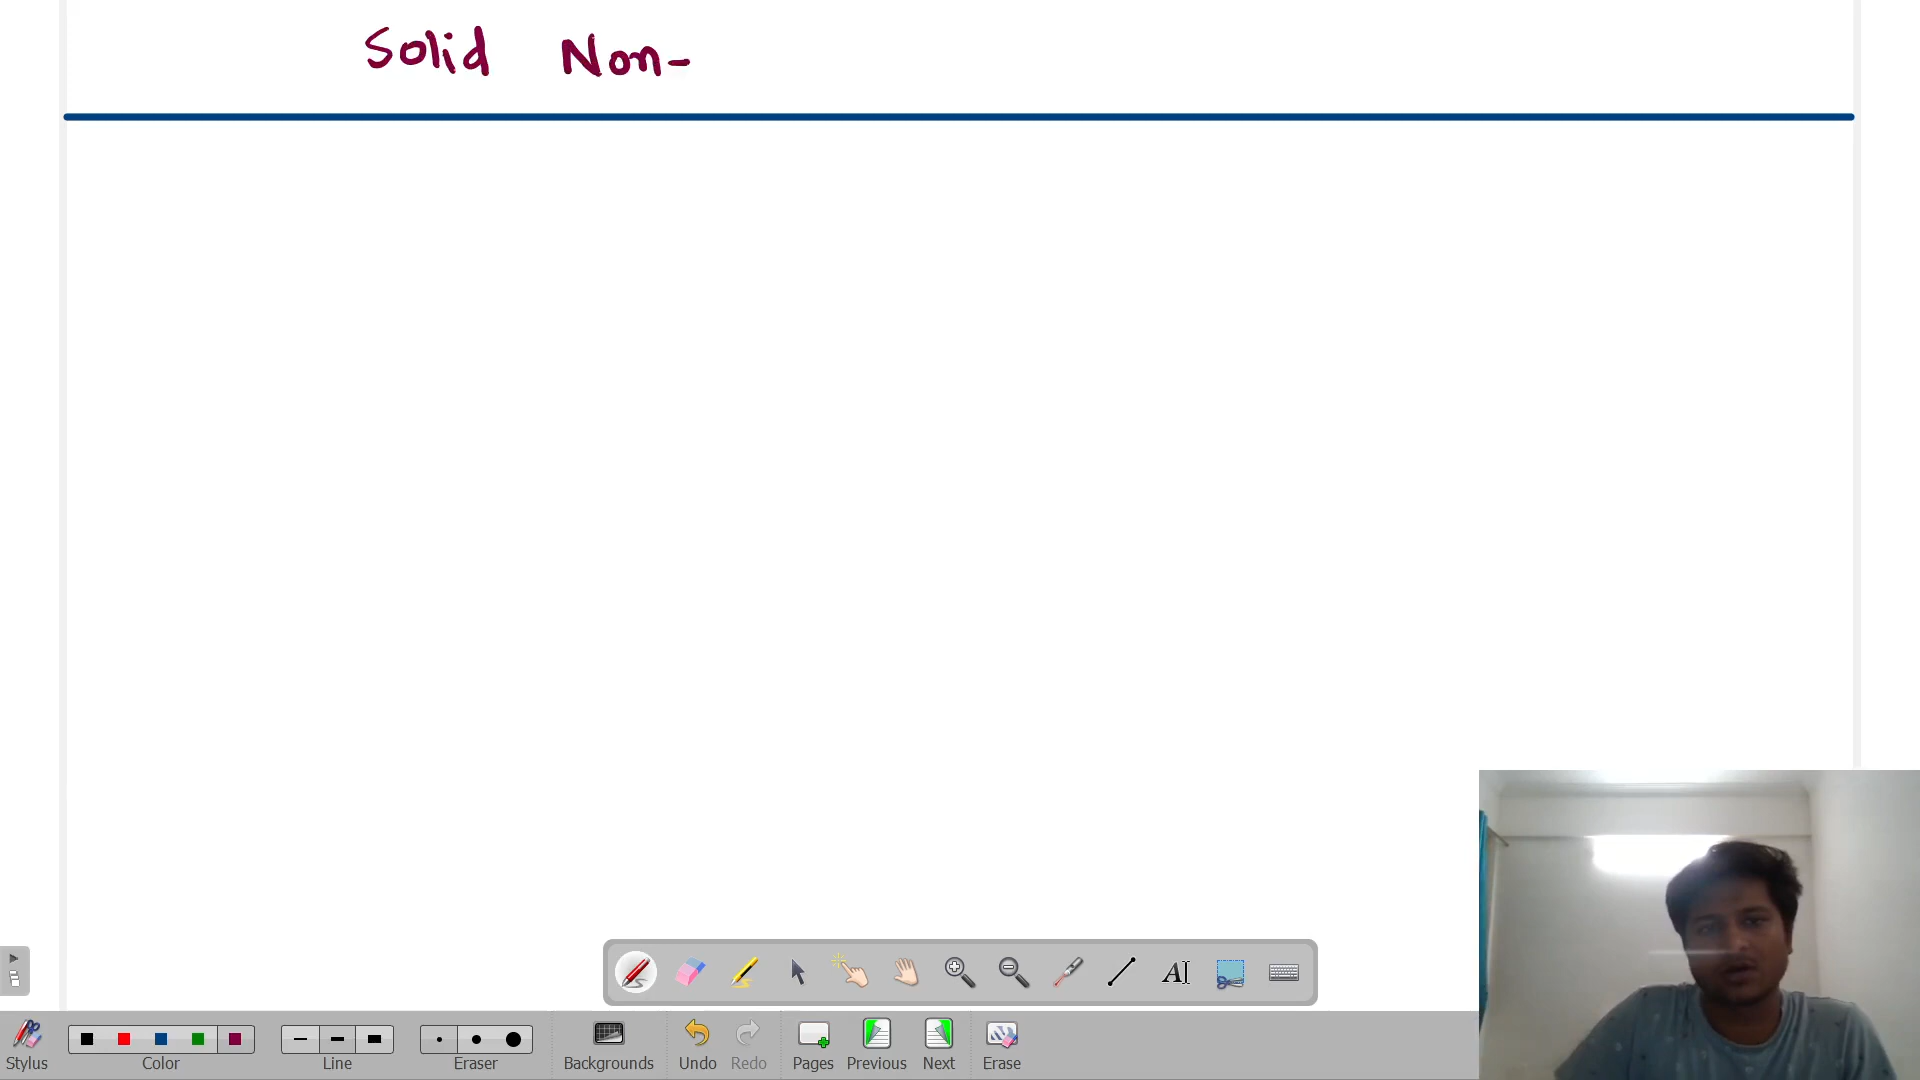 Solid Non-
Stylus
Color
Line
Eraser
Backgrounds
Undo
Redo
Pages
Previous
Next
Erase